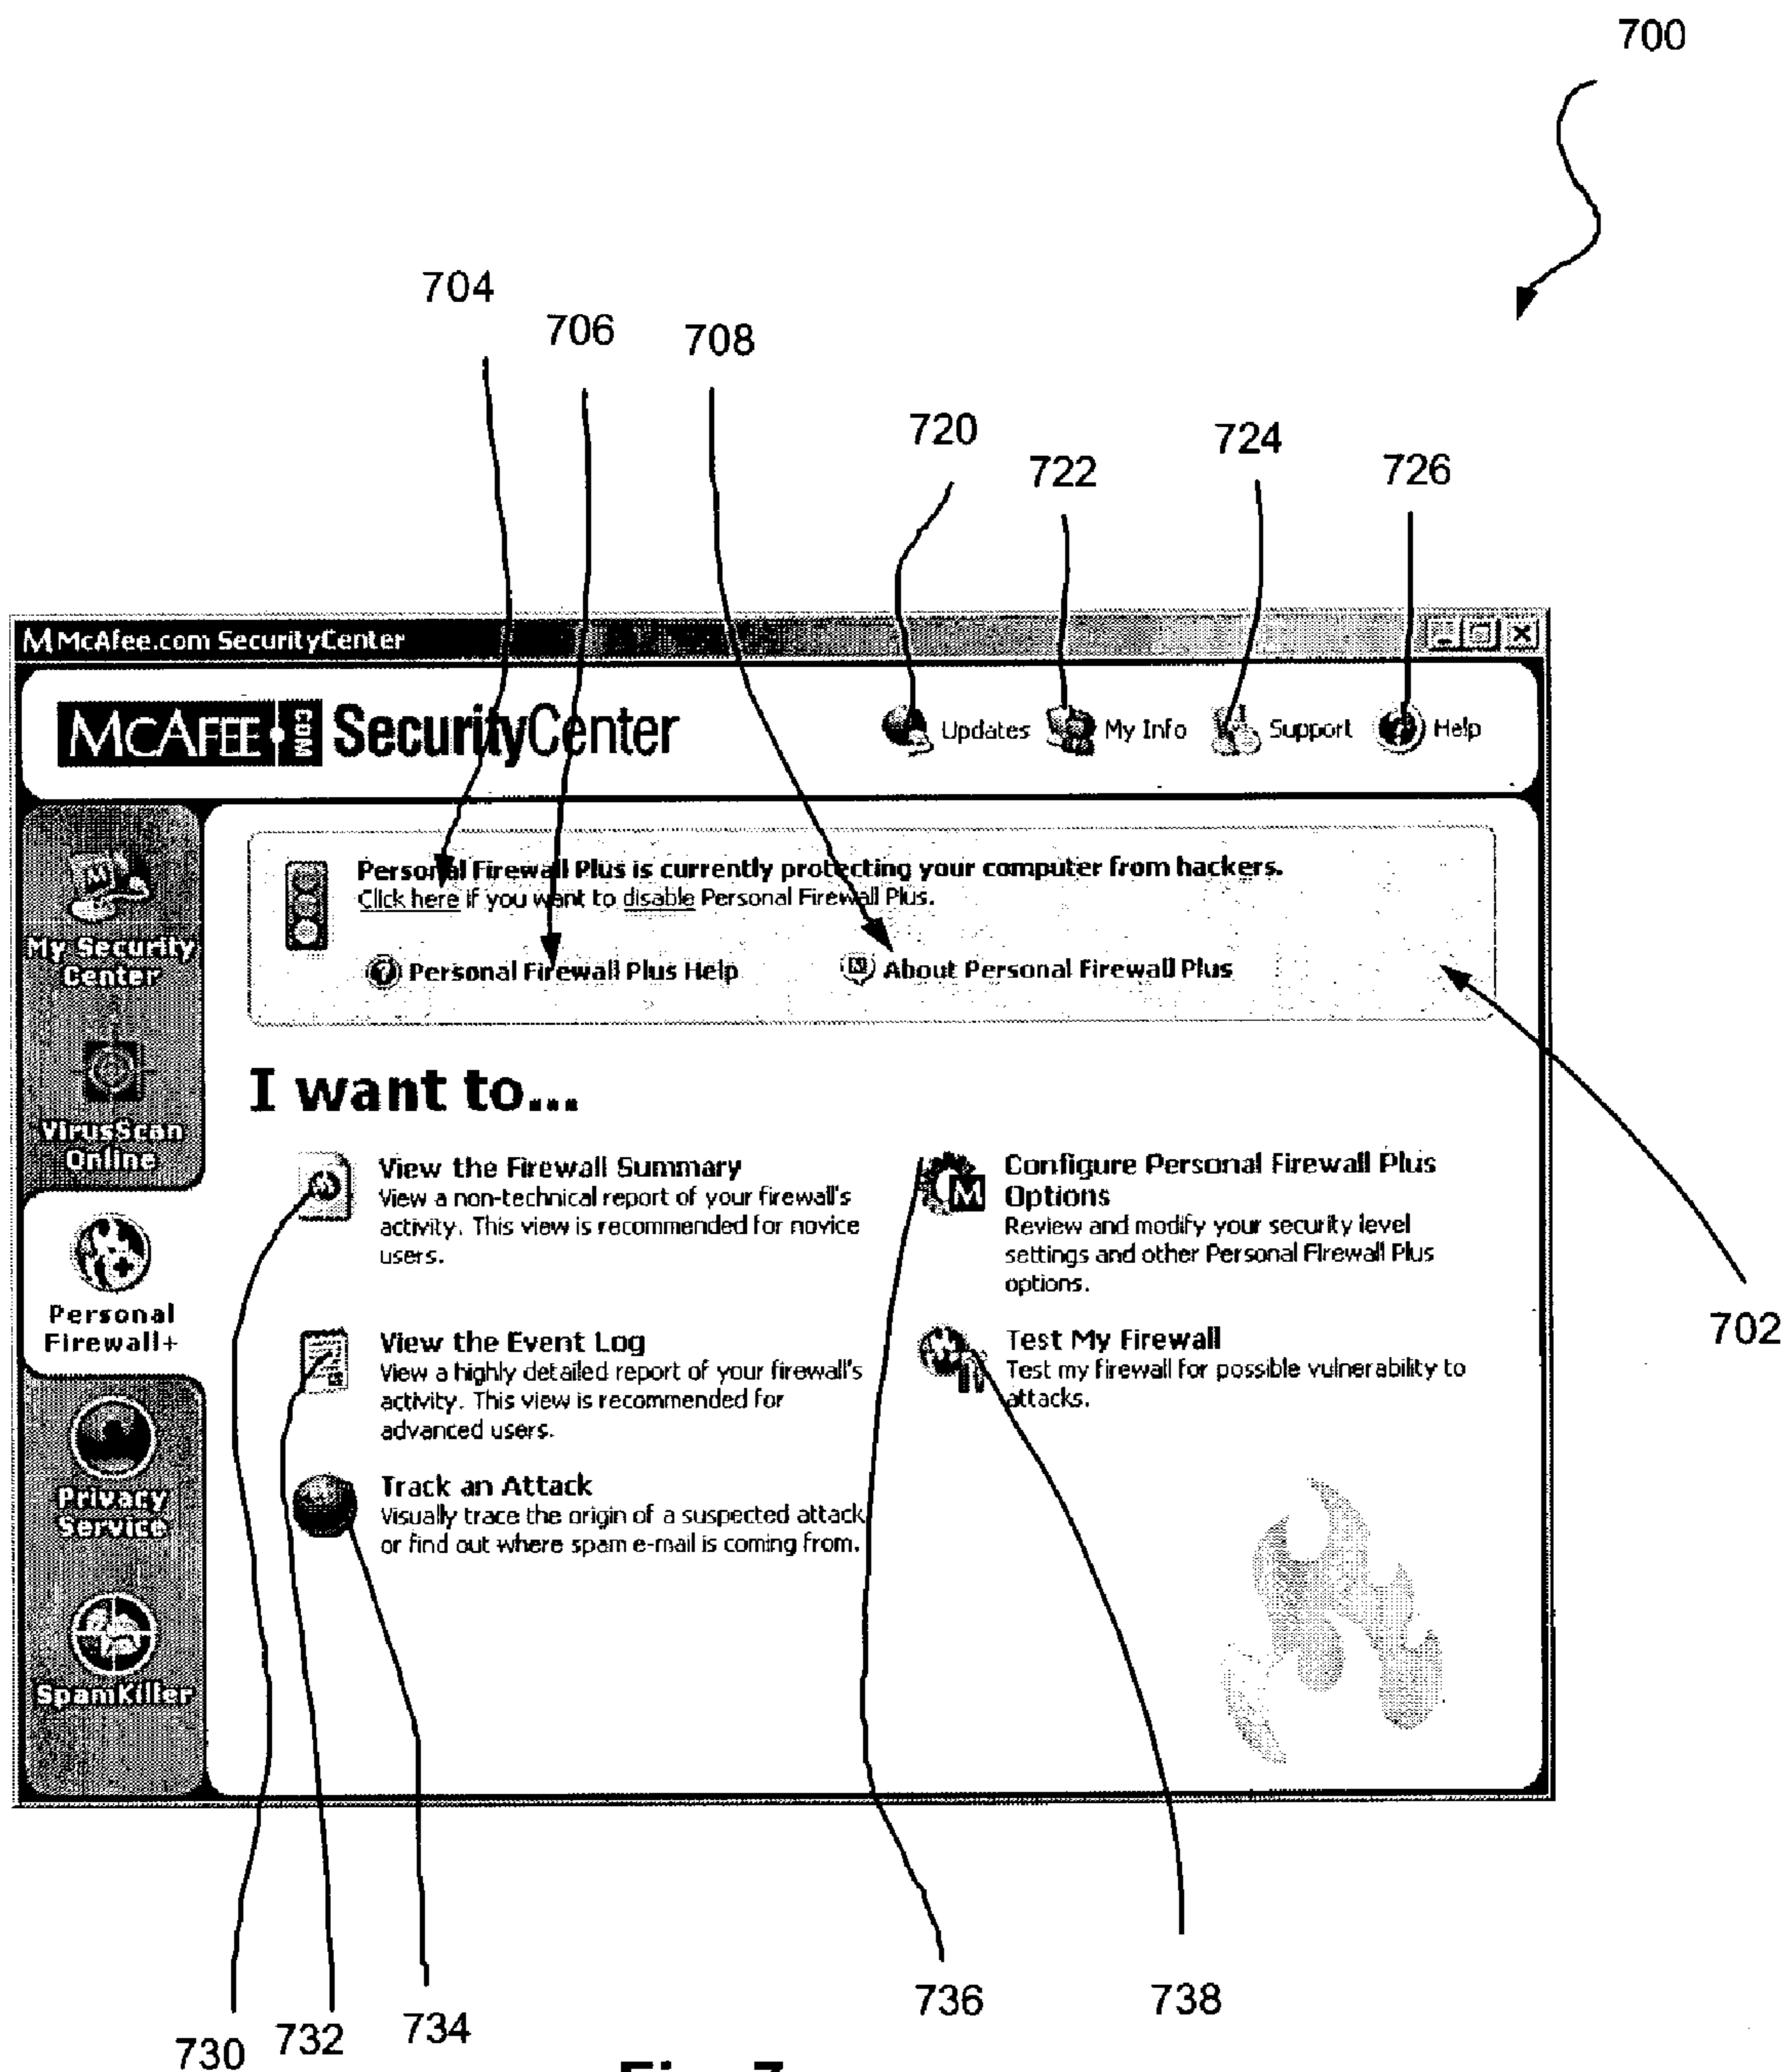 700
704
706
708
720
722
724
726
McAfee.com SecurityCenter
MCAFEE COM SecurityCenter
Updates My Info Support Help
Personal Firewall Plus is currently protecting your computer from hackers.
Click here if you want to disable Personal Firewall Plus.
Personal Firewall Plus Help
About Personal Firewall Plus
702
My Security
Center
VirusScan
Online
Personal
Firewall+
Privacy
Service
SpamKiller
I want to...
View the Firewall Summary
View a non-technical report of your firewall's
activity. This view is recommended for novice
users.
View the Event Log
View a highly detailed report of your firewall's
activity. This view is recommended for
advanced users.
Track an Attack
Visually trace the origin of a suspected attack
or find out where spam e-mail is coming from.
Configure Personal Firewall Plus
Options
Review and modify your security level
settings and other Personal Firewall Plus
options.
Test My Firewall
Test my firewall for possible vulnerability to
attacks.
730
732
734
736
738